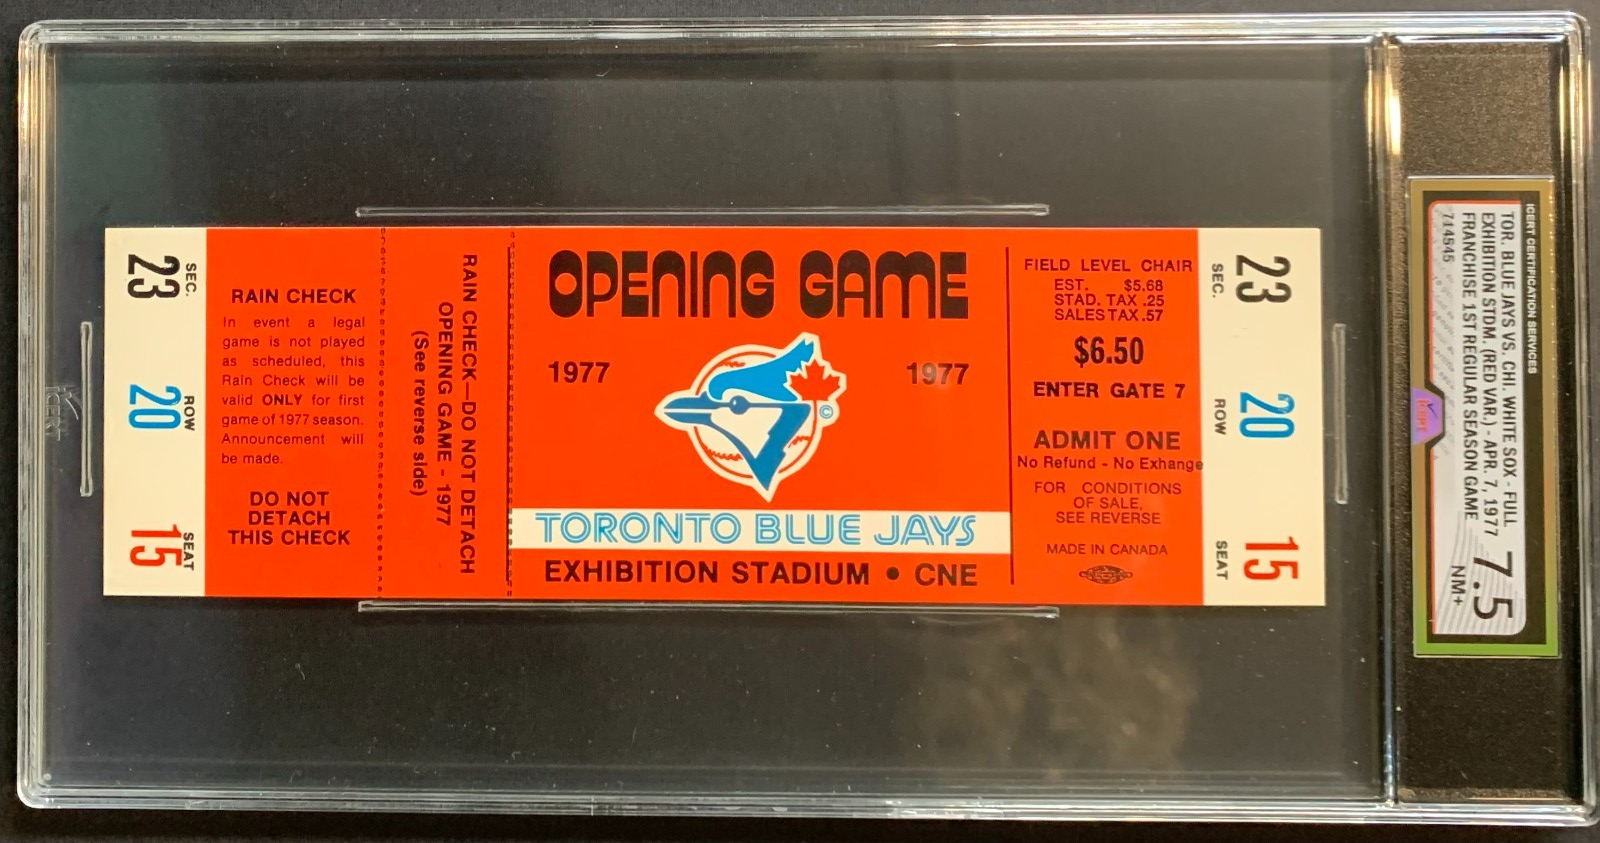 SEC. ROW SEAT
23 20 15
RAIN CHECK
In event a legal
game is not played
as scheduled, this
Rain Check will be
valid ONLY for first
game of 1977 season.
Announcement will
be made.
DO NOT
DETACH
THIS CHECK
RAIN CHECK—DO NOT DETACH
OPENING GAME - 1977
(See reverse side)
OPENING GAME
1977 1977
©
TORONTO BLUE JAYS
EXHIBITION STADIUM • CNE
FIELD LEVEL CHAIR
EST. $5.68
STAD. TAX .25
SALES TAX .57
$6.50
ENTER GATE 7
ADMIT ONE
No Refund - No Exhange
FOR CONDITIONS
OF SALE,
SEE REVERSE
MADE IN CANADA
23 20 15
SEC. ROW SEAT
ICERT CERTIFICATION SERVICES
TOR. BLUE JAYS VS. CHI. WHITE SOX - FULL
EXHIBITION STDM. (RED VAR.) - APR. 7, 1977
FRANCHISE 1ST REGULAR SEASON GAME
714545
7.5
NM+
ICERT
ICERT